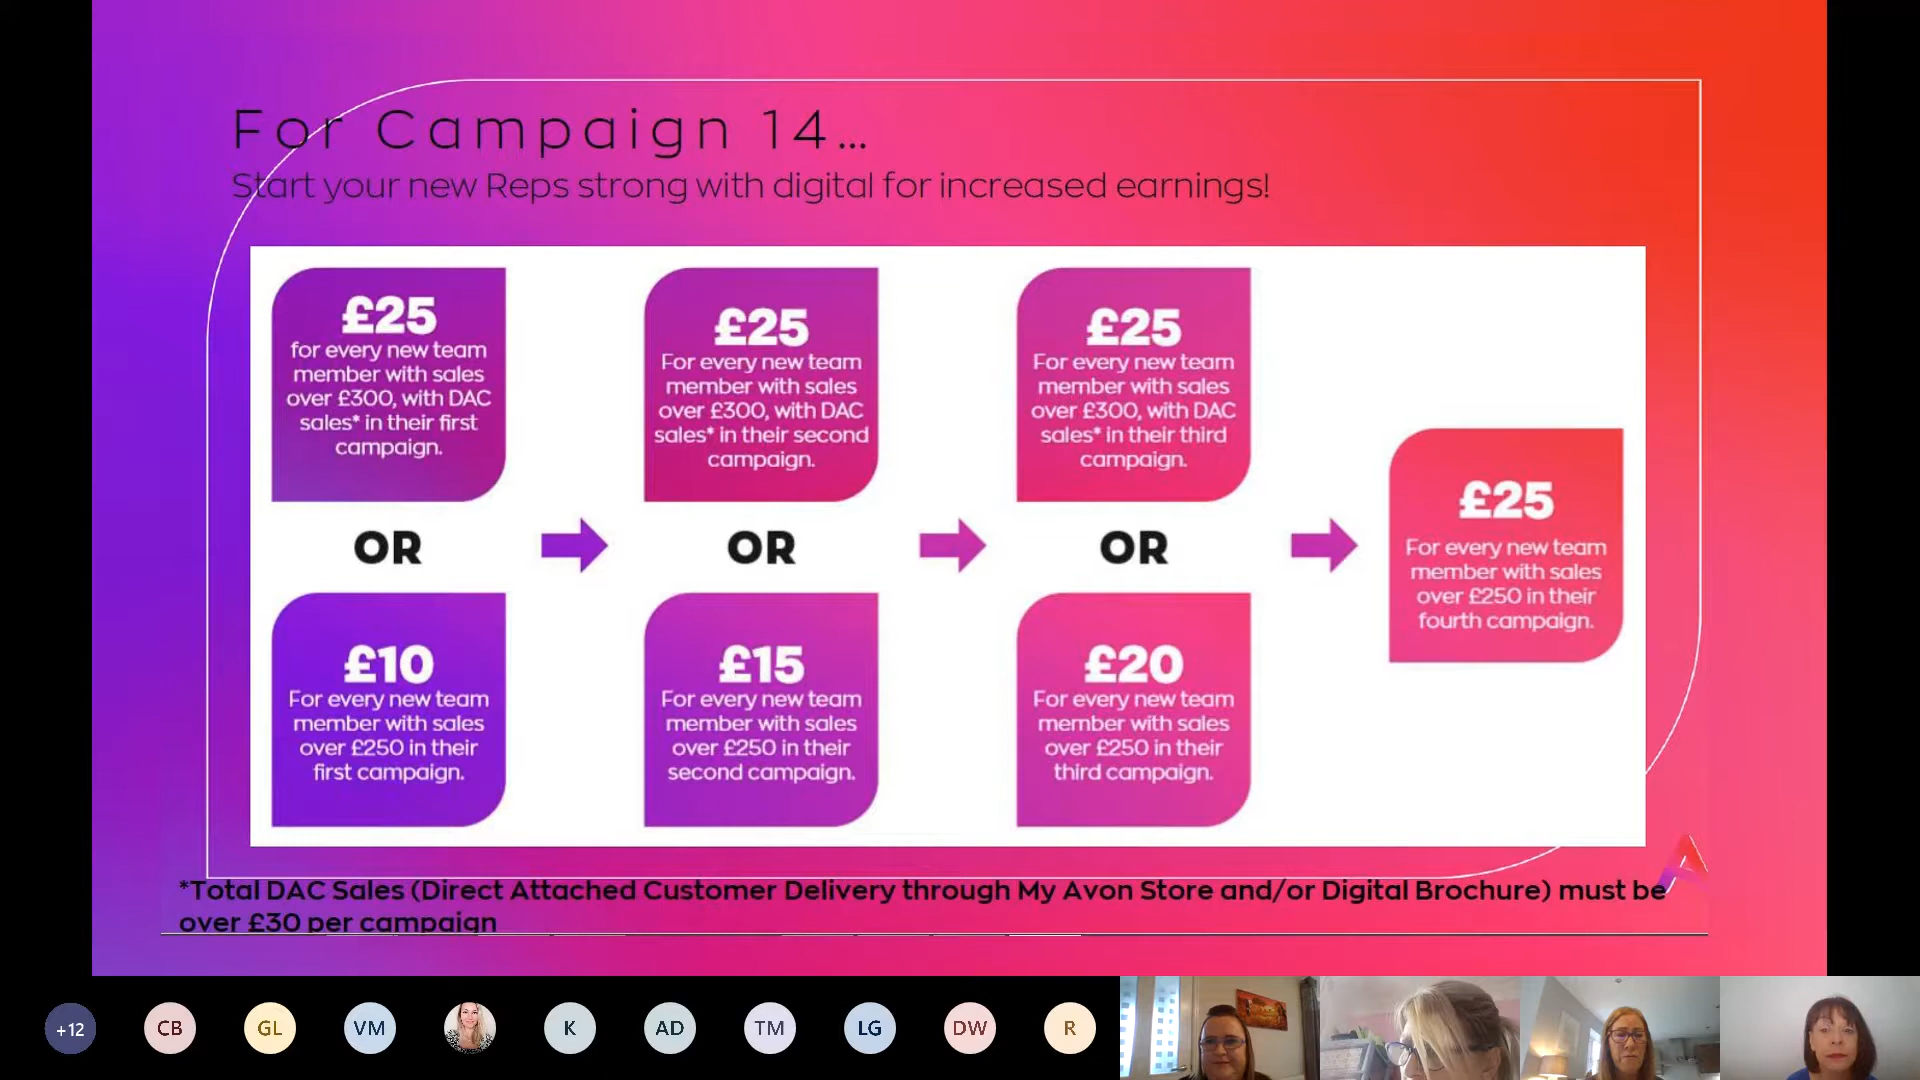 For Campaign 14...
Start your new Reps strong with digital for increased earnings!
£25
for every new team
member with sales
over £300, with DAC
sales* in their first
campaign.
OR
£10
For every new team
member with sales
over £250 in their
first campaign.
£25
For every new team
member with sales
over £300, with DAC
sales* in their second
campaign.
OR
£15
For every new team
member with sales
over £250 in their
second campaign.
£25
For every new team
member with sales
over £300, with DAC
sales* in their third
campaign.
OR
£20
For every new team
member with sales
over £250 in their
third campaign.
£25
For every new team
member with sales
over £250 in their
fourth campaign.
*Total DAC Sales (Direct Attached Customer Delivery through My Avon Store and/or Digital Brochure) must be
over £30 per campaign
+12
CB
GL
VM
K
AD
TM
LG
DW
R